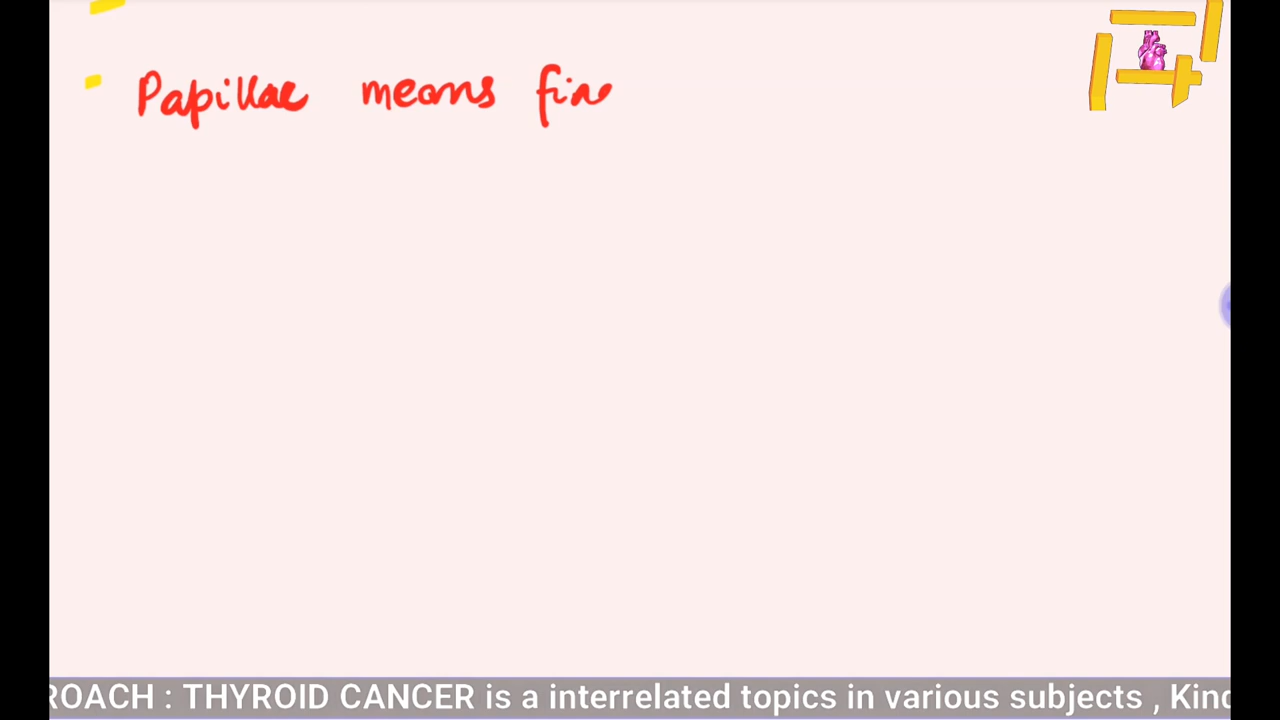 Papillae means fin
ROACH : THYROID CANCER is a interrelated topics in various subjects , Kind